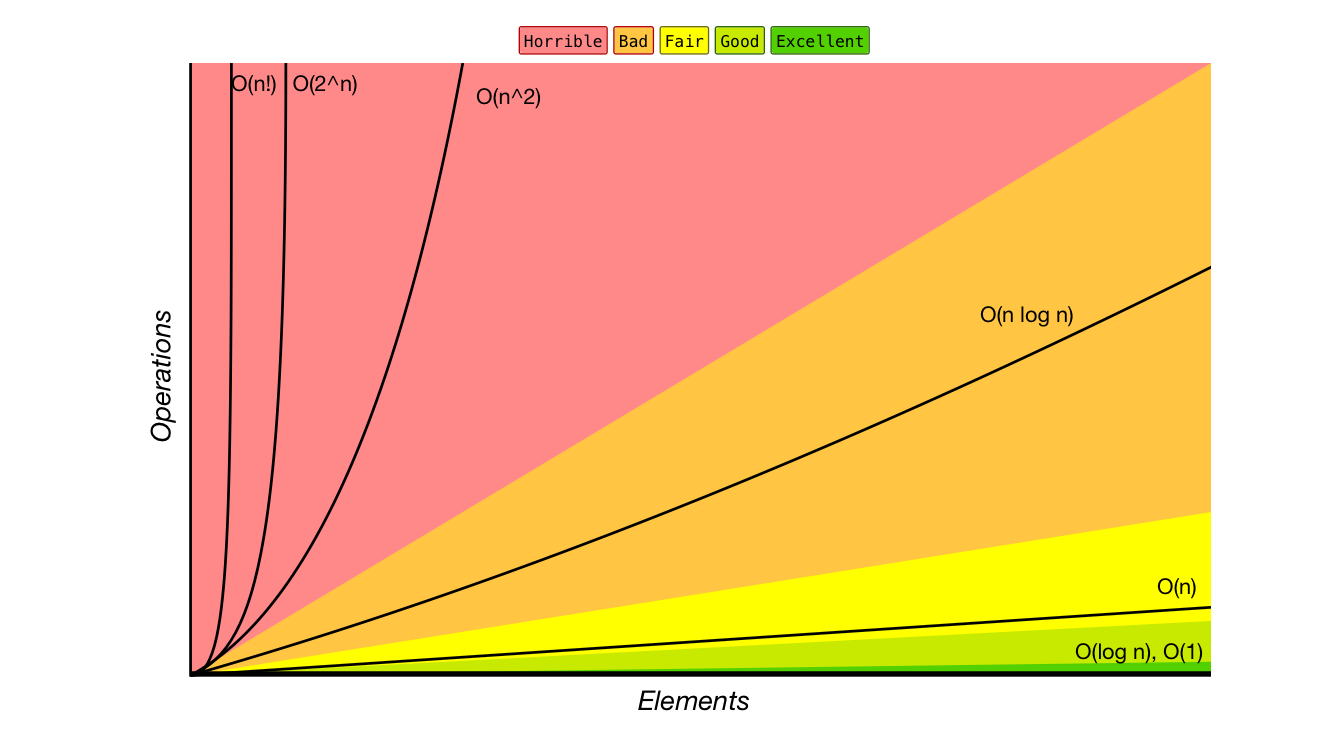 Horrible Bad Fair Good Excellent
O(n!) O(2^n)
O(n^2)
O(n log n)
Operations
O(n)
O(log n), O(1)
Elements